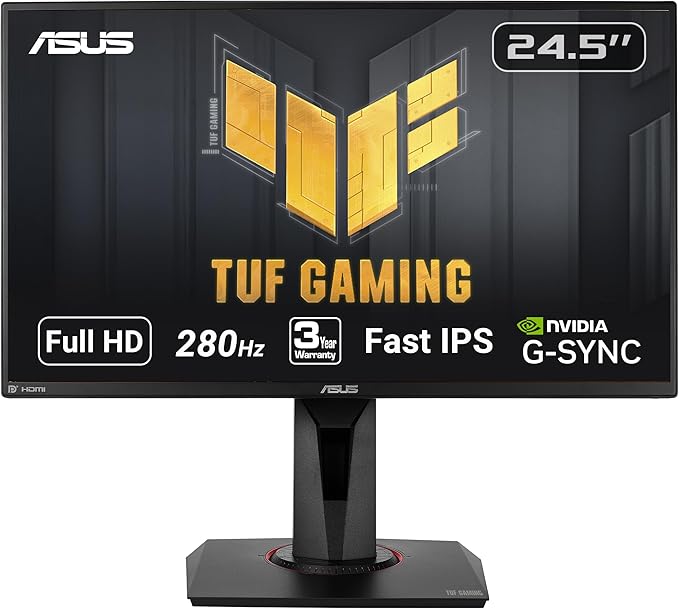 ASUS
24.5″
TUF GAMING
TUF GAMING
Full HD
280Hz
3 Year Warranty
Fast IPS
NVIDIA
G-SYNC
HDMI
ASUS
TUF GAMING